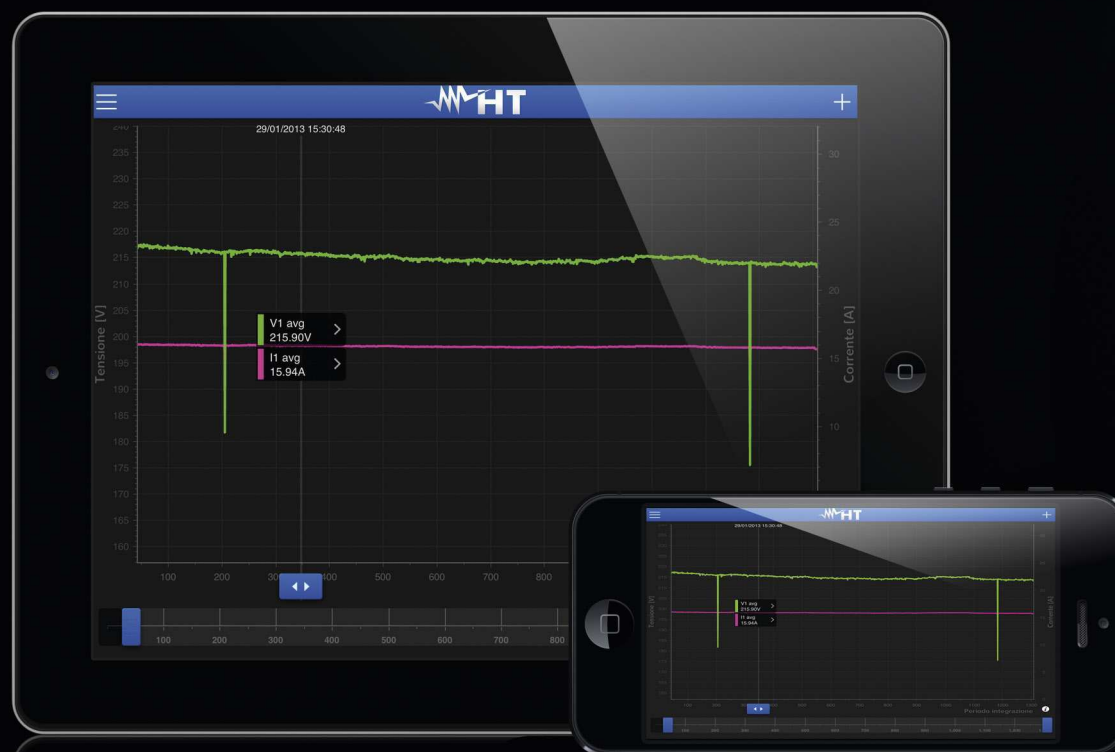 HT
29/01/2013 15:30:48
240
235
230
225
220
215
210
205
200
195
190
185
180
175
170
165
160
Tensione [V]
V1 avg
215.90V
I1 avg
15.94A
30
25
20
15
10
Corrente [A]
100 200 300 400 500 600 700 800
100 200 300 400 500 600 700 800
HT
29/01/2013 15:30:48
Tensione [V]
V1 avg
215.90V
I1 avg
15.94A
Corrente [A]
Periodo integrazione